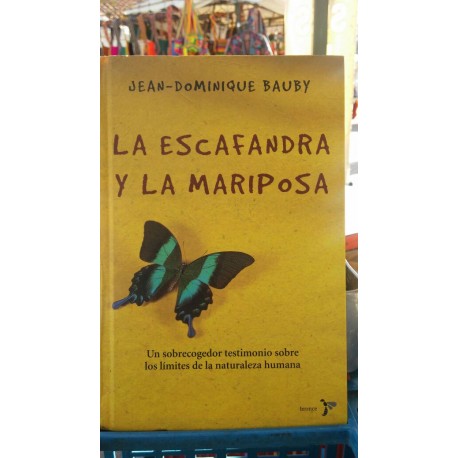 JEAN-DOMINIQUE BAUBY
LA ESCAFANDRA
Y LA MARIPOSA
Un sobrecogedor testimonio sobre
los límites de la naturaleza humana